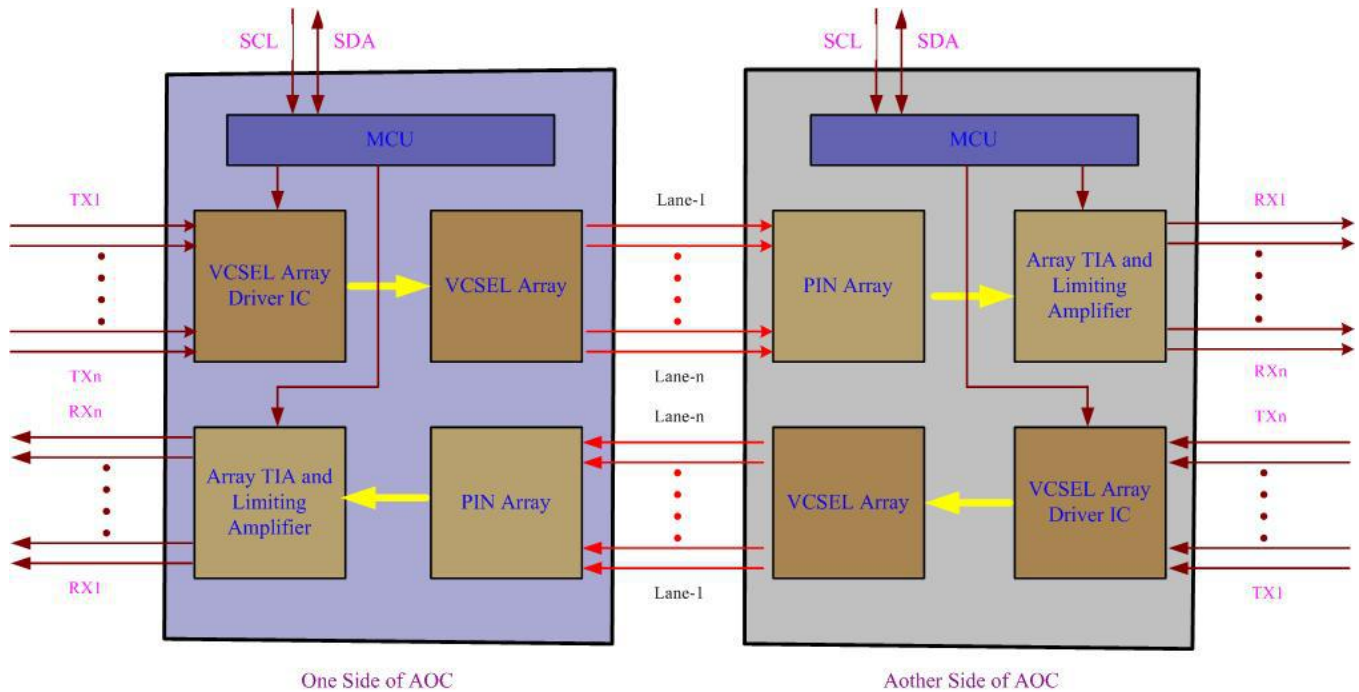 SCL SDA
SCL SDA
MCU
MCU
TX1
Lane-1
RX1
VCSEL Array
Driver IC
VCSEL Array
PIN Array
Array TIA and
Limiting
Amplifier
TXn
Lane-n
RXn
RXn
Lane-n
TXn
Array TIA and
Limiting
Amplifier
PIN Array
VCSEL Array
VCSEL Array
Driver IC
RX1
Lane-1
TX1
One Side of AOC
Aother Side of AOC